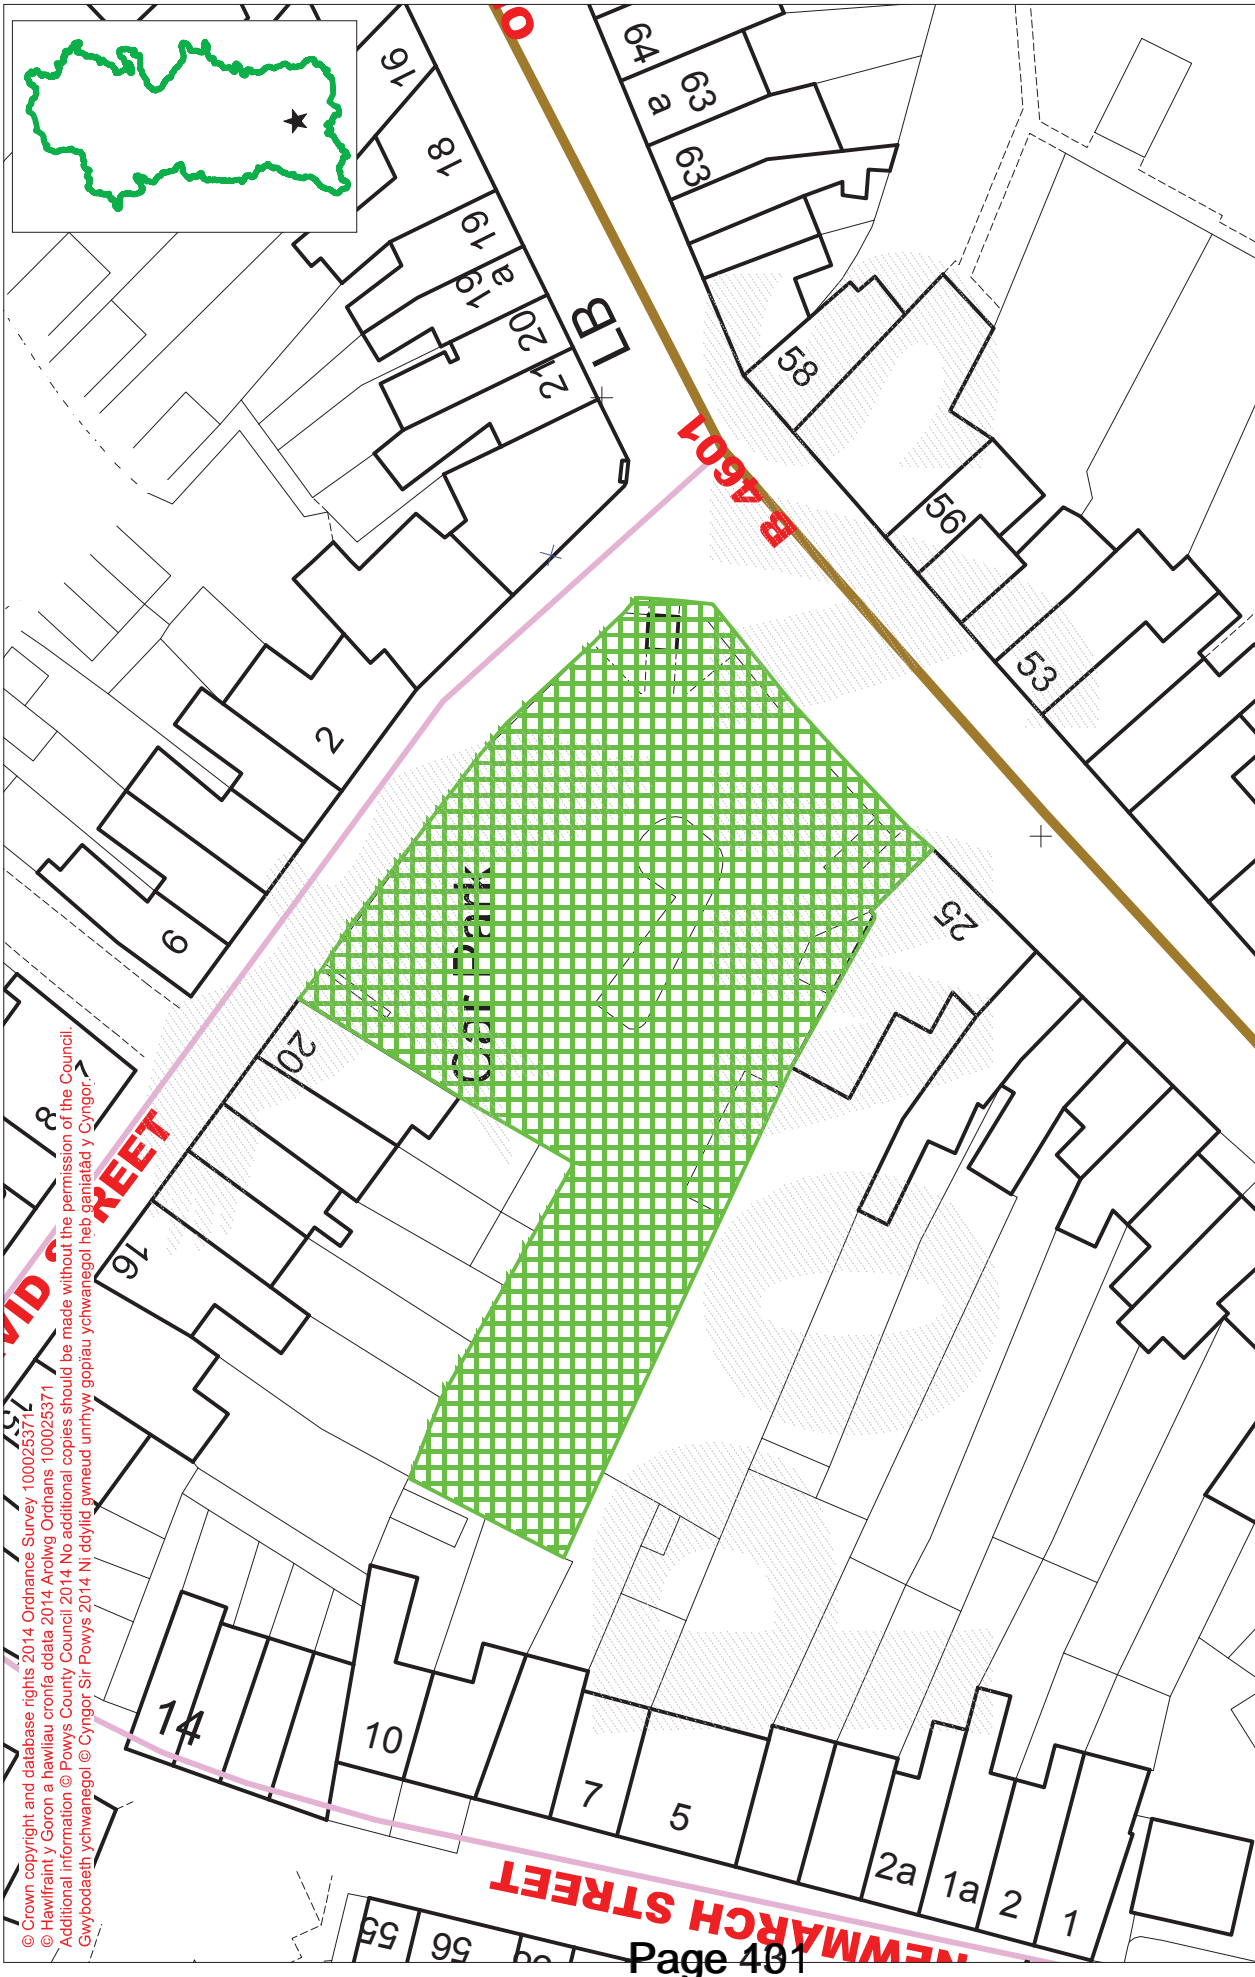 16
18
19
19
a
20
21
LB
64
a
63
63
58
56
53
B 4601
2
9
25
Car Park
20
8
7
16
REET
14
10
7
5
2a
1a
2
1
NEWMARCH STREET
55
56
© Crown copyright and database rights 2014 Ordnance Survey 100025371
© Hawlfraint y Goron a hawliau cronfa ddata 2014 Arolwg Ordnans 100025371
Additional information © Powys County Council 2014 No additional copies should be made without the permission of the Council.
Gwybodaeth ychwanegol © Cyngor Sir Powys 2014 Ni ddylid gwneud unrhyw gopiau ychwanegol heb ganiatâd y Cyngor.
Page